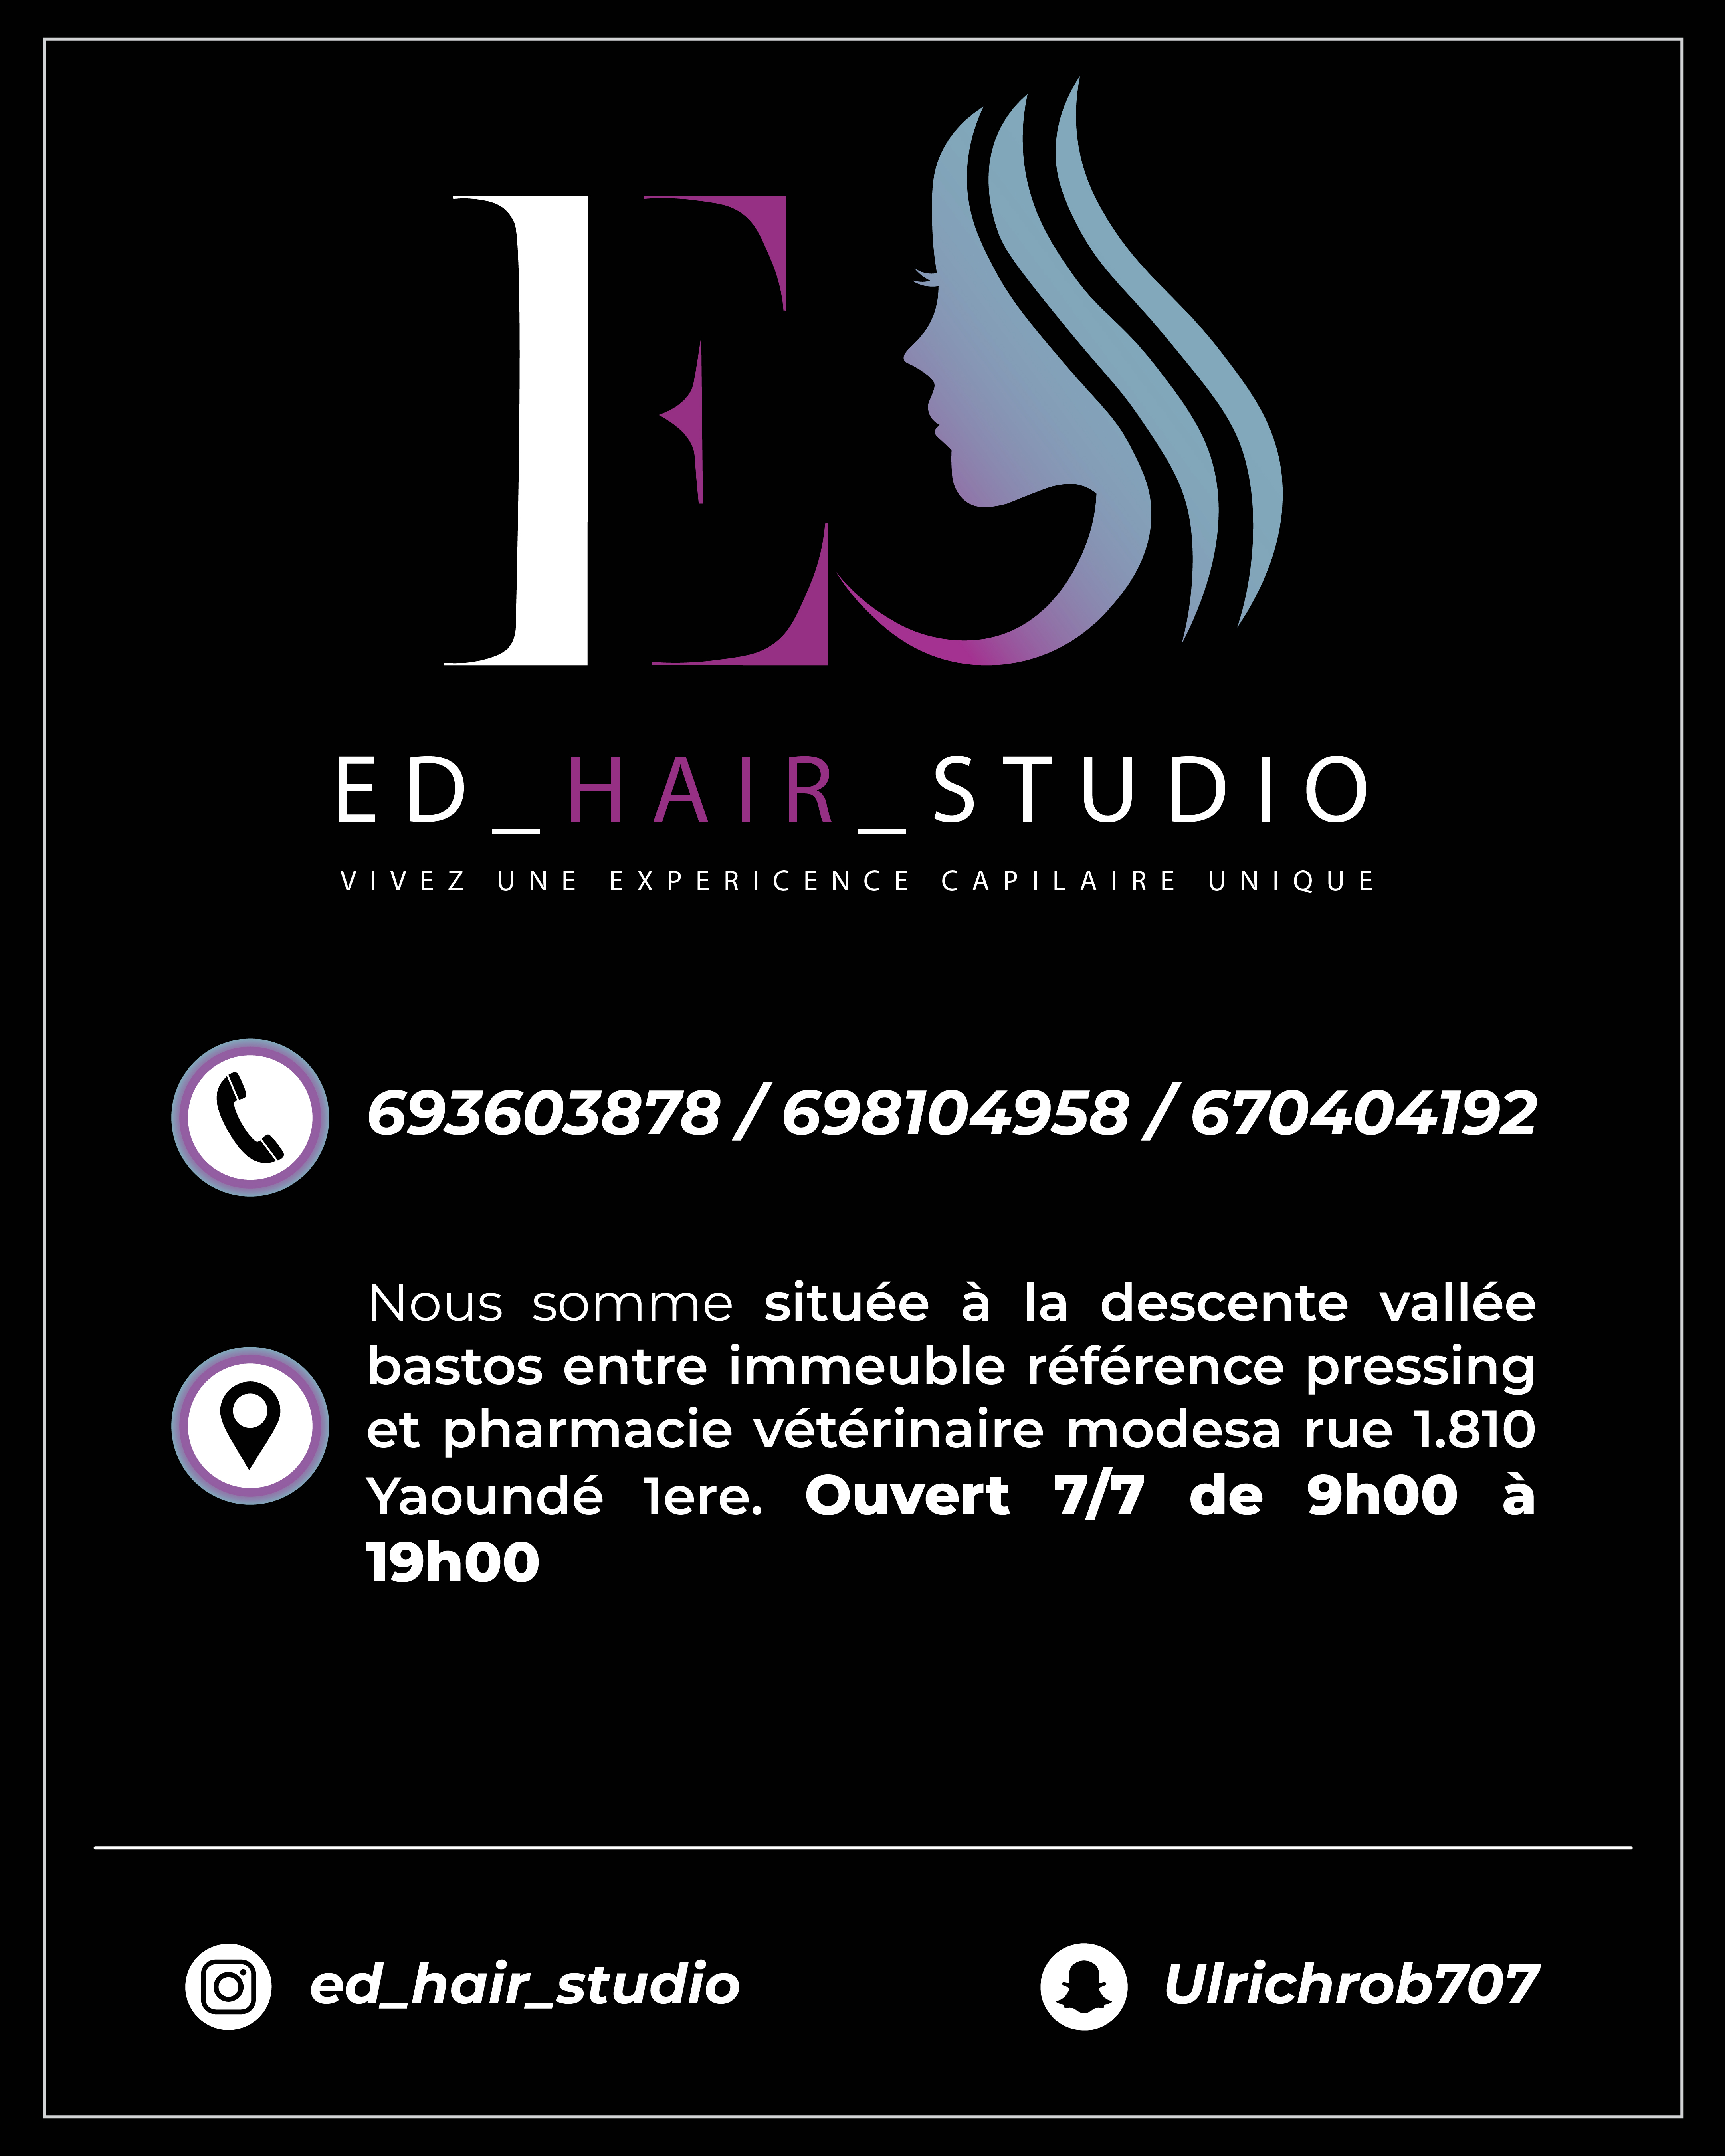 ES
ED_HAIR_STUDIO
VIVEZ UNE EXPERICENCE CAPILAIRE UNIQUE
693603878 / 698104958 / 670404192
Nous somme située à la descente vallée
bastos entre immeuble référence pressing
et pharmacie vétérinaire modesa rue 1.810
Yaoundé 1ere. Ouvert 7/7 de 9h00 à
19h00
ed_hair_studio
Ulrichrob707